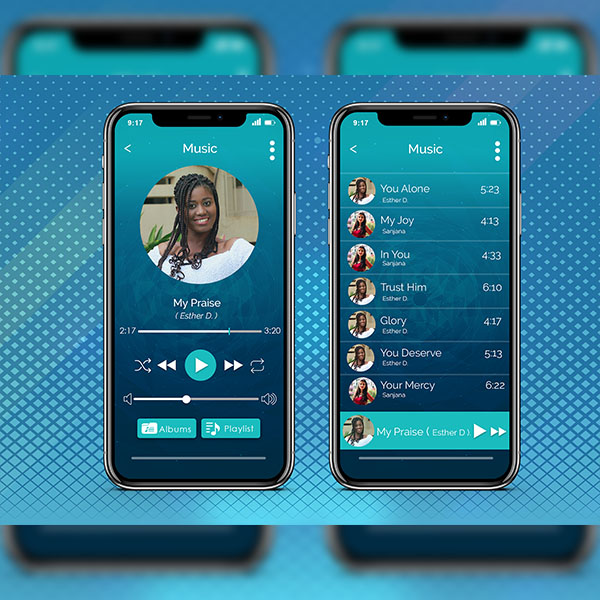 9:17
< Music
My Praise
( Esther D. )
2:17 3:20
Albums Playlist
9:17
< Music
You Alone 5:23
Esther D.
My Joy 4:13
Sanjana
In You 4:33
Sanjana
Trust Him 6:10
Esther D.
Glory 4:17
Esther D.
You Deserve 5:13
Esther D.
Your Mercy 6:22
Sanjana
My Praise ( Esther D ).